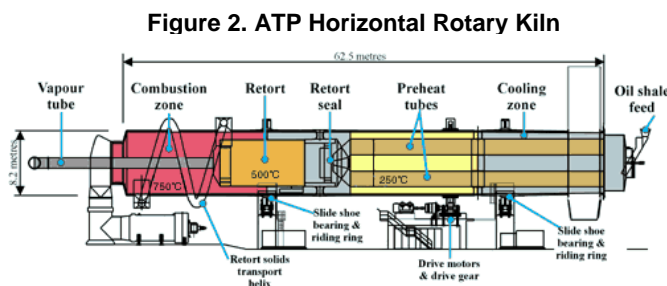 Figure 2. ATP Horizontal Rotary Kiln
62.5 metres
Vapour
tube
Combustion
zone
Retort
Retort
seal
Preheat
tubes
Cooling
zone
Oil shale
feed
8.2 metres
750℃
500℃
250℃
Retort solids
transport
helix
Slide shoe
bearing &
riding ring
Drive motors
& drive gear
Slide shoe
bearing &
riding ring